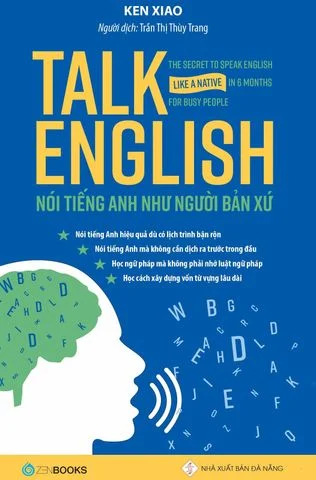 KEN XIAO
Người dịch: Trần Thị Thùy Trang
TALK
THE SECRET TO SPEAK ENGLISH
LIKE A NATIVE IN 6 MONTHS
FOR BUSY PEOPLE
ENGLISH
NÓI TIẾNG ANH NHƯ NGƯỜI BẢN XỨ
Nói tiếng Anh hiệu quả dù có lịch trình bận rộn
Nói tiếng Anh mà không cần dịch ra trước trong đầu
Học ngữ pháp mà không phải nhớ luật ngữ pháp
Học cách xây dựng vốn từ vựng lâu dài
ZENBOOKS
NHÀ XUẤT BẢN ĐÀ NẴNG